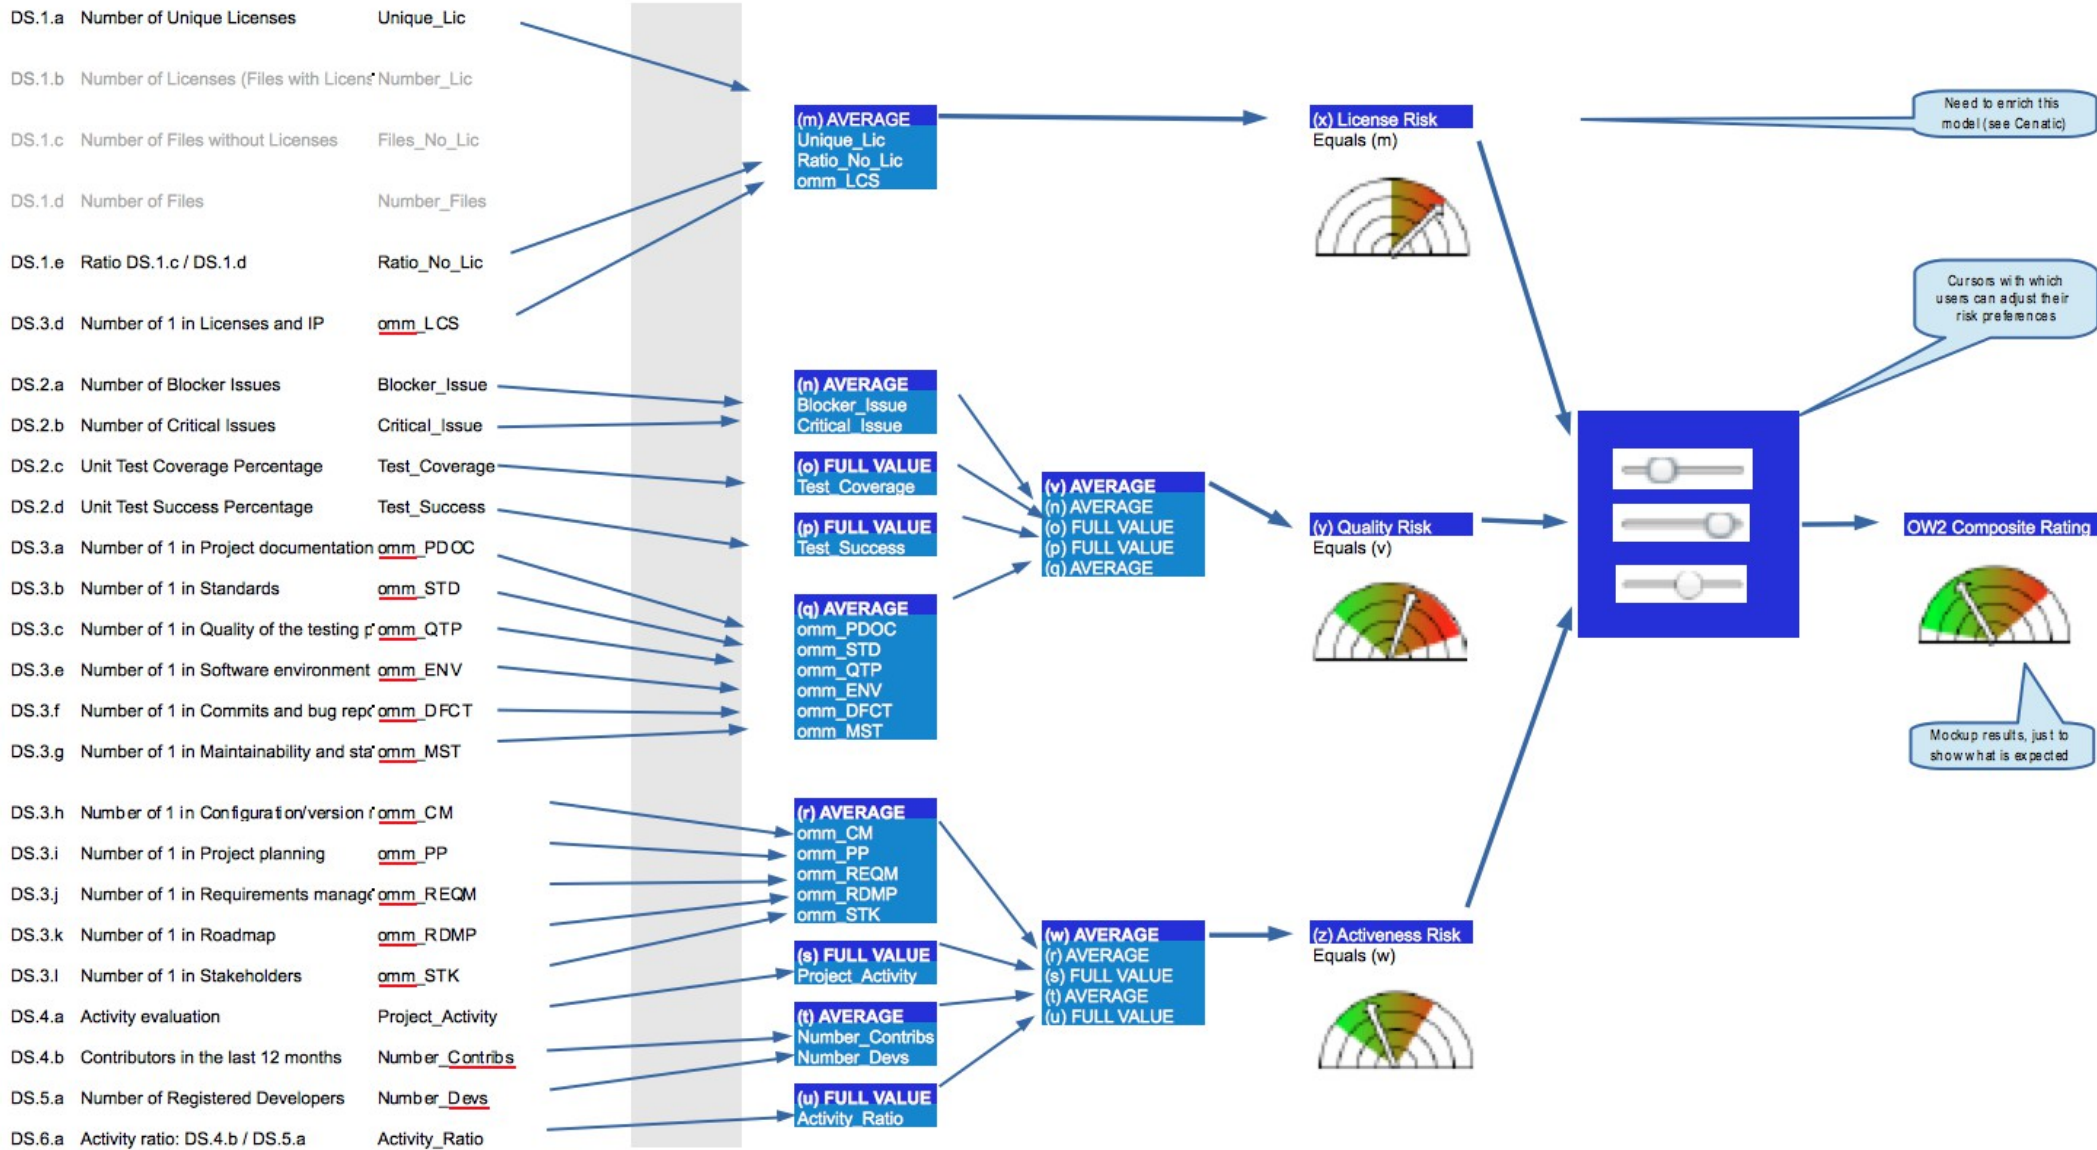 DS.1.a Number of Unique Licenses Unique_Lic
DS.1.b Number of Licenses (Files with Licens Number_Lic
DS.1.c Number of Files without Licenses Files_No_Lic
DS.1.d Number of Files Number_Files
DS.1.e Ratio DS.1.c / DS.1.d Ratio_No_Lic
DS.3.d Number of 1 in Licenses and IP omm_LCS
DS.2.a Number of Blocker Issues Blocker_Issue
DS.2.b Number of Critical Issues Critical_Issue
DS.2.c Unit Test Coverage Percentage Test_Coverage
DS.2.d Unit Test Success Percentage Test_Success
DS.3.a Number of 1 in Project documentation omm_PDOC
DS.3.b Number of 1 in Standards omm_STD
DS.3.c Number of 1 in Quality of the testing p omm_QTP
DS.3.e Number of 1 in Software environment omm_ENV
DS.3.f Number of 1 in Commits and bug repo omm_DFCT
DS.3.g Number of 1 in Maintainability and sta omm_MST
DS.3.h Number of 1 in Configuration/version omm_CM
DS.3.i Number of 1 in Project planning omm_PP
DS.3.j Number of 1 in Requirements manage omm_REQM
DS.3.k Number of 1 in Roadmap omm_RDMP
DS.3.l Number of 1 in Stakeholders omm_STK
DS.4.a Activity evaluation Project_Activity
DS.4.b Contributors in the last 12 months Number_Contribs
DS.5.a Number of Registered Developers Number_Devs
DS.6.a Activity ratio: DS.4.b / DS.5.a Activity_Ratio
(m) AVERAGE
Unique_Lic
Ratio_No_Lic
omm_LCS
(n) AVERAGE
Blocker_Issue
Critical_Issue
(o) FULL VALUE
Test_Coverage
(p) FULL VALUE
Test_Success
(q) AVERAGE
omm_PDOC
omm_STD
omm_QTP
omm_ENV
omm_DFCT
omm_MST
(r) AVERAGE
omm_CM
omm_PP
omm_REQM
omm_RDMP
omm_STK
(s) FULL VALUE
Project_Activity
(t) AVERAGE
Number_Contribs
Number_Devs
(u) FULL VALUE
Activity_Ratio
(v) AVERAGE
(n) AVERAGE
(o) FULL VALUE
(p) FULL VALUE
(q) AVERAGE
(w) AVERAGE
(r) AVERAGE
(s) FULL VALUE
(t) AVERAGE
(u) FULL VALUE
(x) License Risk
Equals (m)
(y) Quality Risk
Equals (v)
(z) Activeness Risk
Equals (w)
Need to enrich this
model (see Cenatic)
Cursors with which
users can adjust their
risk preferences
OW2 Composite Rating
Mockup results, just to
show what is expected